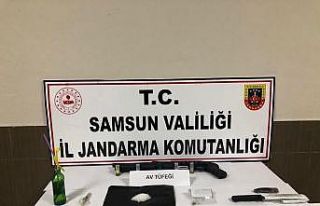 T.C.
SAMSUN VALİLİĞİ
İL JANDARMA KOMUTANLIĞI
AV TÜFEĞİ